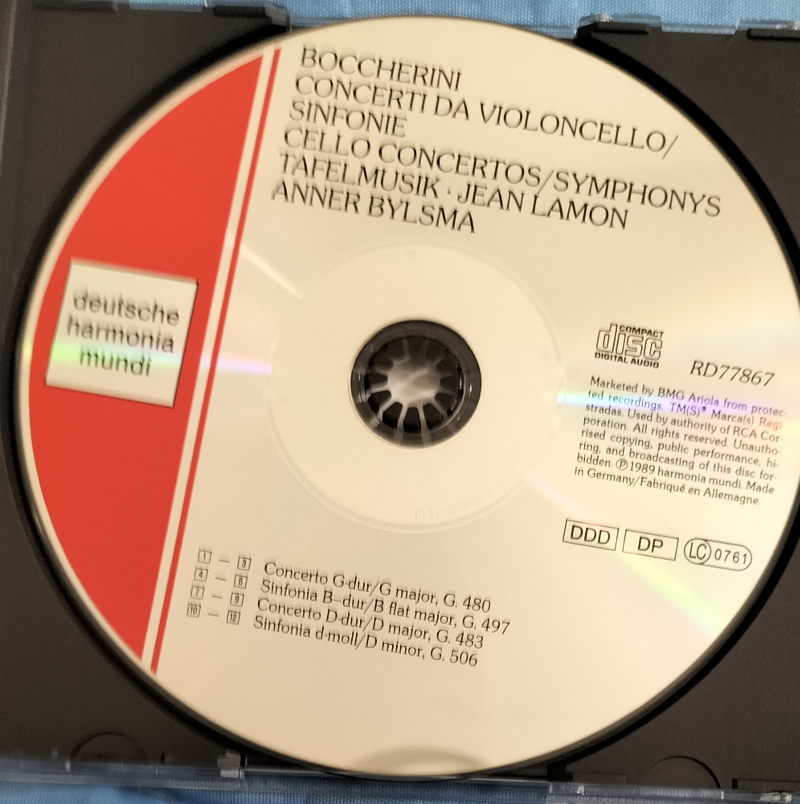 BOCCHERINI
CONCERTI DA VIOLONCELLO/
SINFONIE
CELLO CONCERTOS/SYMPHONYS
TAFELMUSIK · JEAN LAMON
ANNER BYLSMA
deutsche
harmonia
mundi
COMPACT
disc
DIGITAL AUDIO
RD77867
Marketed by BMG Ariola from protec-
ted recordings. TM(S)® Marca(s) Regi-
stradas. Used by authority of RCA Cor-
poration. All rights reserved. Unautho-
rised copying, public performance, hi-
ring, and broadcasting of this disc for-
bidden. ℗ 1989 harmonia mundi. Made
in Germany/Fabriqué en Allemagne.
DDD DP LC 0761
1 – 3 Concerto G-dur/G major, G. 480
4 – 6 Sinfonia B–dur/B flat major, G. 497
7 – 9 Concerto D-dur/D major, G. 483
10 – 12 Sinfonia d-moll/D minor, G. 506